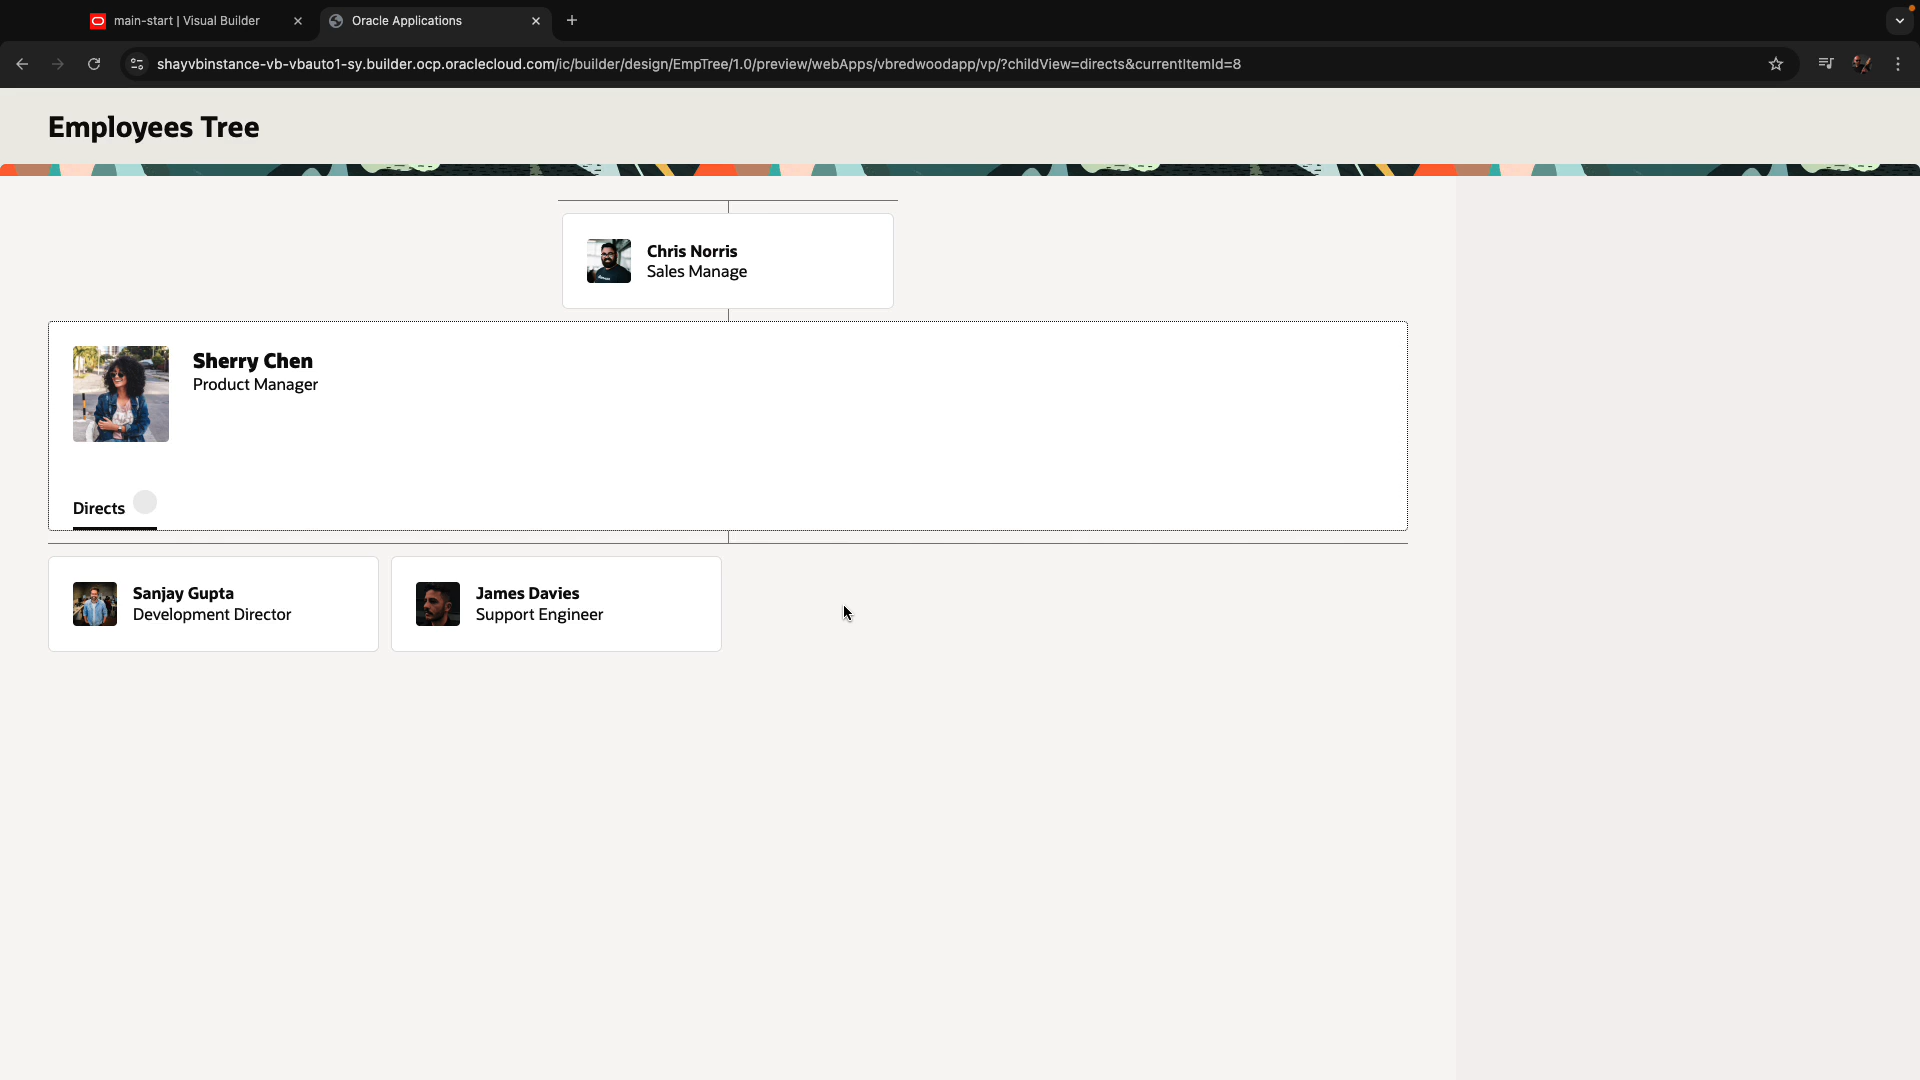 main-start | Visual Builder
Oracle Applications
shayvbinstance-vb-vbauto1-sy.builder.ocp.oraclecloud.com/ic/builder/design/EmpTree/1.0/preview/webApps/vbredwoodapp/vp/?childView=directs&currentItemId=8
Employees Tree
Chris Norris
Sales Manage
Sherry Chen
Product Manager
Directs
Sanjay Gupta
Development Director
James Davies
Support Engineer